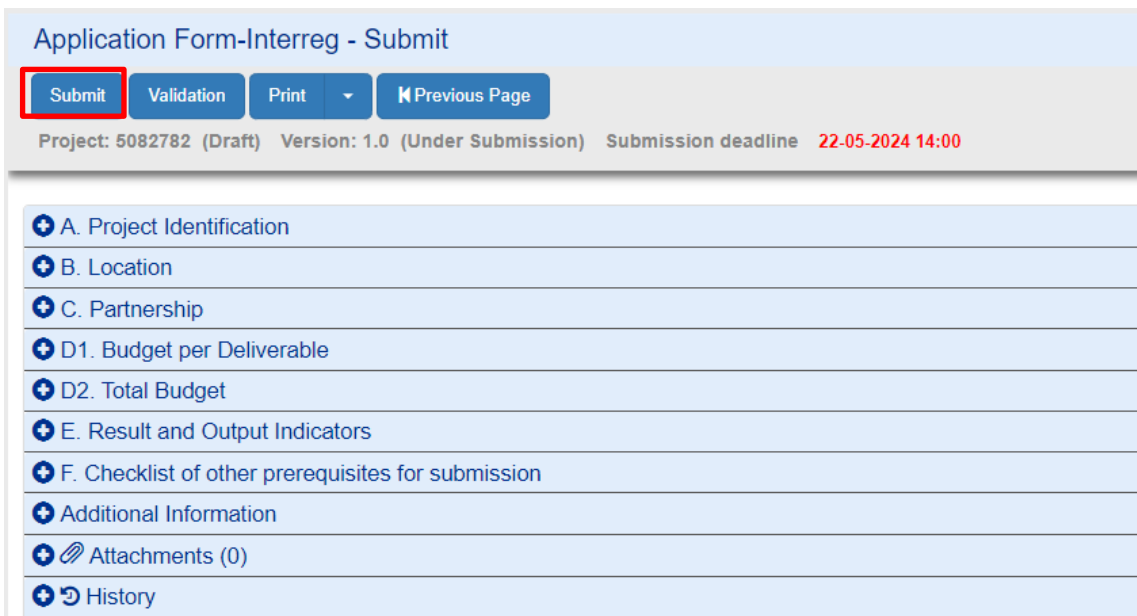 Application Form-Interreg - Submit
Submit Validation Print Previous Page
Project: 5082782 (Draft) Version: 1.0 (Under Submission) Submission deadline 22-05-2024 14:00
A. Project Identification
B. Location
C. Partnership
D1. Budget per Deliverable
D2. Total Budget
E. Result and Output Indicators
F. Checklist of other prerequisites for submission
Additional Information
Attachments (0)
History